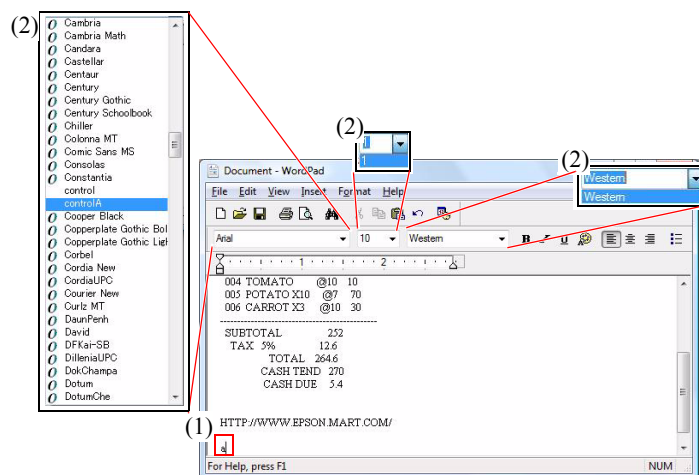 (2)
Cambria
Cambria Math
Candara
Castellar
Centaur
Century
Century Gothic
Century Schoolbook
Chiller
Colonna MT
Comic Sans MS
Consolas
Constantia
control
controlA
Cooper Black
Copperplate Gothic Bol
Copperplate Gothic Ligh
Corbel
Cordia New
CordiaUPC
Courier New
Curlz MT
DaunPenh
David
DFKai-SB
DilleniaUPC
DokChampa
Dotum
DotumChe
(2)
1
(2)
Western
Western
Document - WordPad
File Edit View Insert Format Help
Arial 10 Western B I U
1 2
004 TOMATO @10 10
005 POTATO X10 @7 70
006 CARROT X3 @10 30
------------------------------------------------
SUBTOTAL 252
TAX 5% 12.6
TOTAL 264.6
CASH TEND 270
CASH DUE 5.4
HTTP://WWW.EPSON.MART.COM/
(1)
a
For Help, press F1 NUM